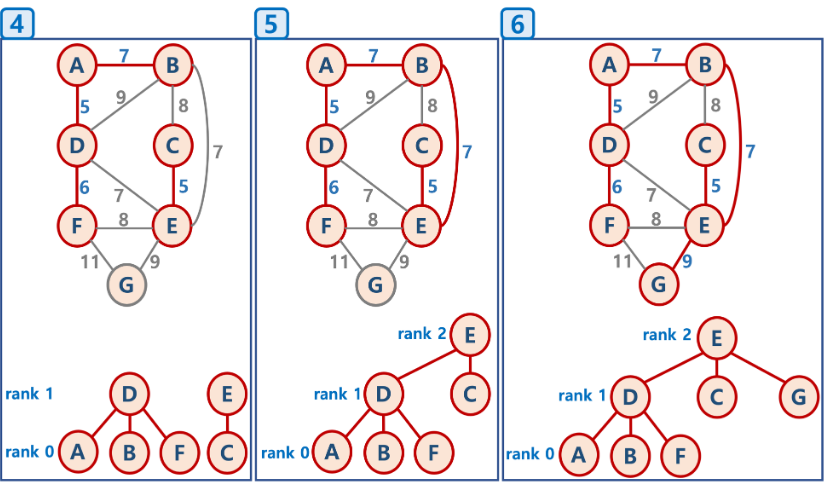 4
A 7 B
9
5 8
D C 7
6 7 5
F 8 E
11 9
G
rank 1 D E
rank 0 A B F C
5
A 7 B
9
5 8
D C 7
6 7 5
F 8 E
11 9
G
rank 2 E
rank 1 D C
rank 0 A B F
6
A 7 B
9
5 8
D C 7
6 7 5
F 8 E
11 9
G
rank 2 E
rank 1 D C G
rank 0 A B F